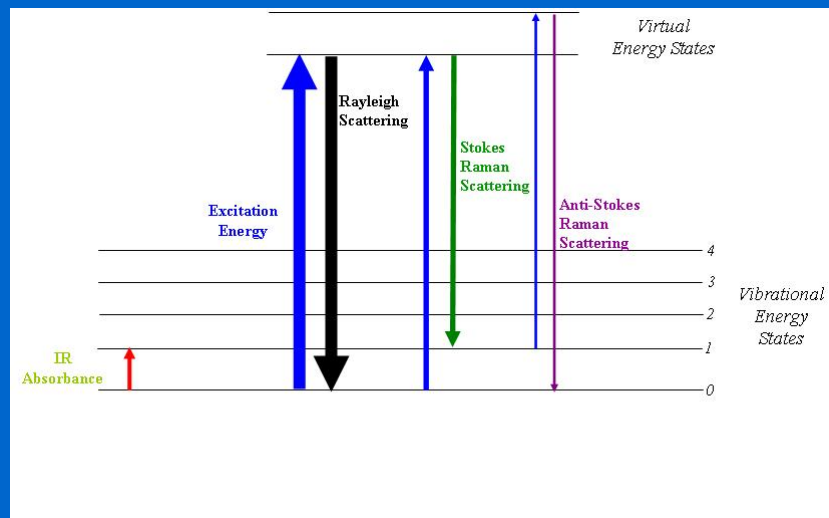 Virtual
Energy States
Rayleigh
Scattering
Stokes
Raman
Scattering
Excitation
Energy
Anti-Stokes
Raman
Scattering
4
3
2
1
0
Vibrational
Energy
States
IR
Absorbance